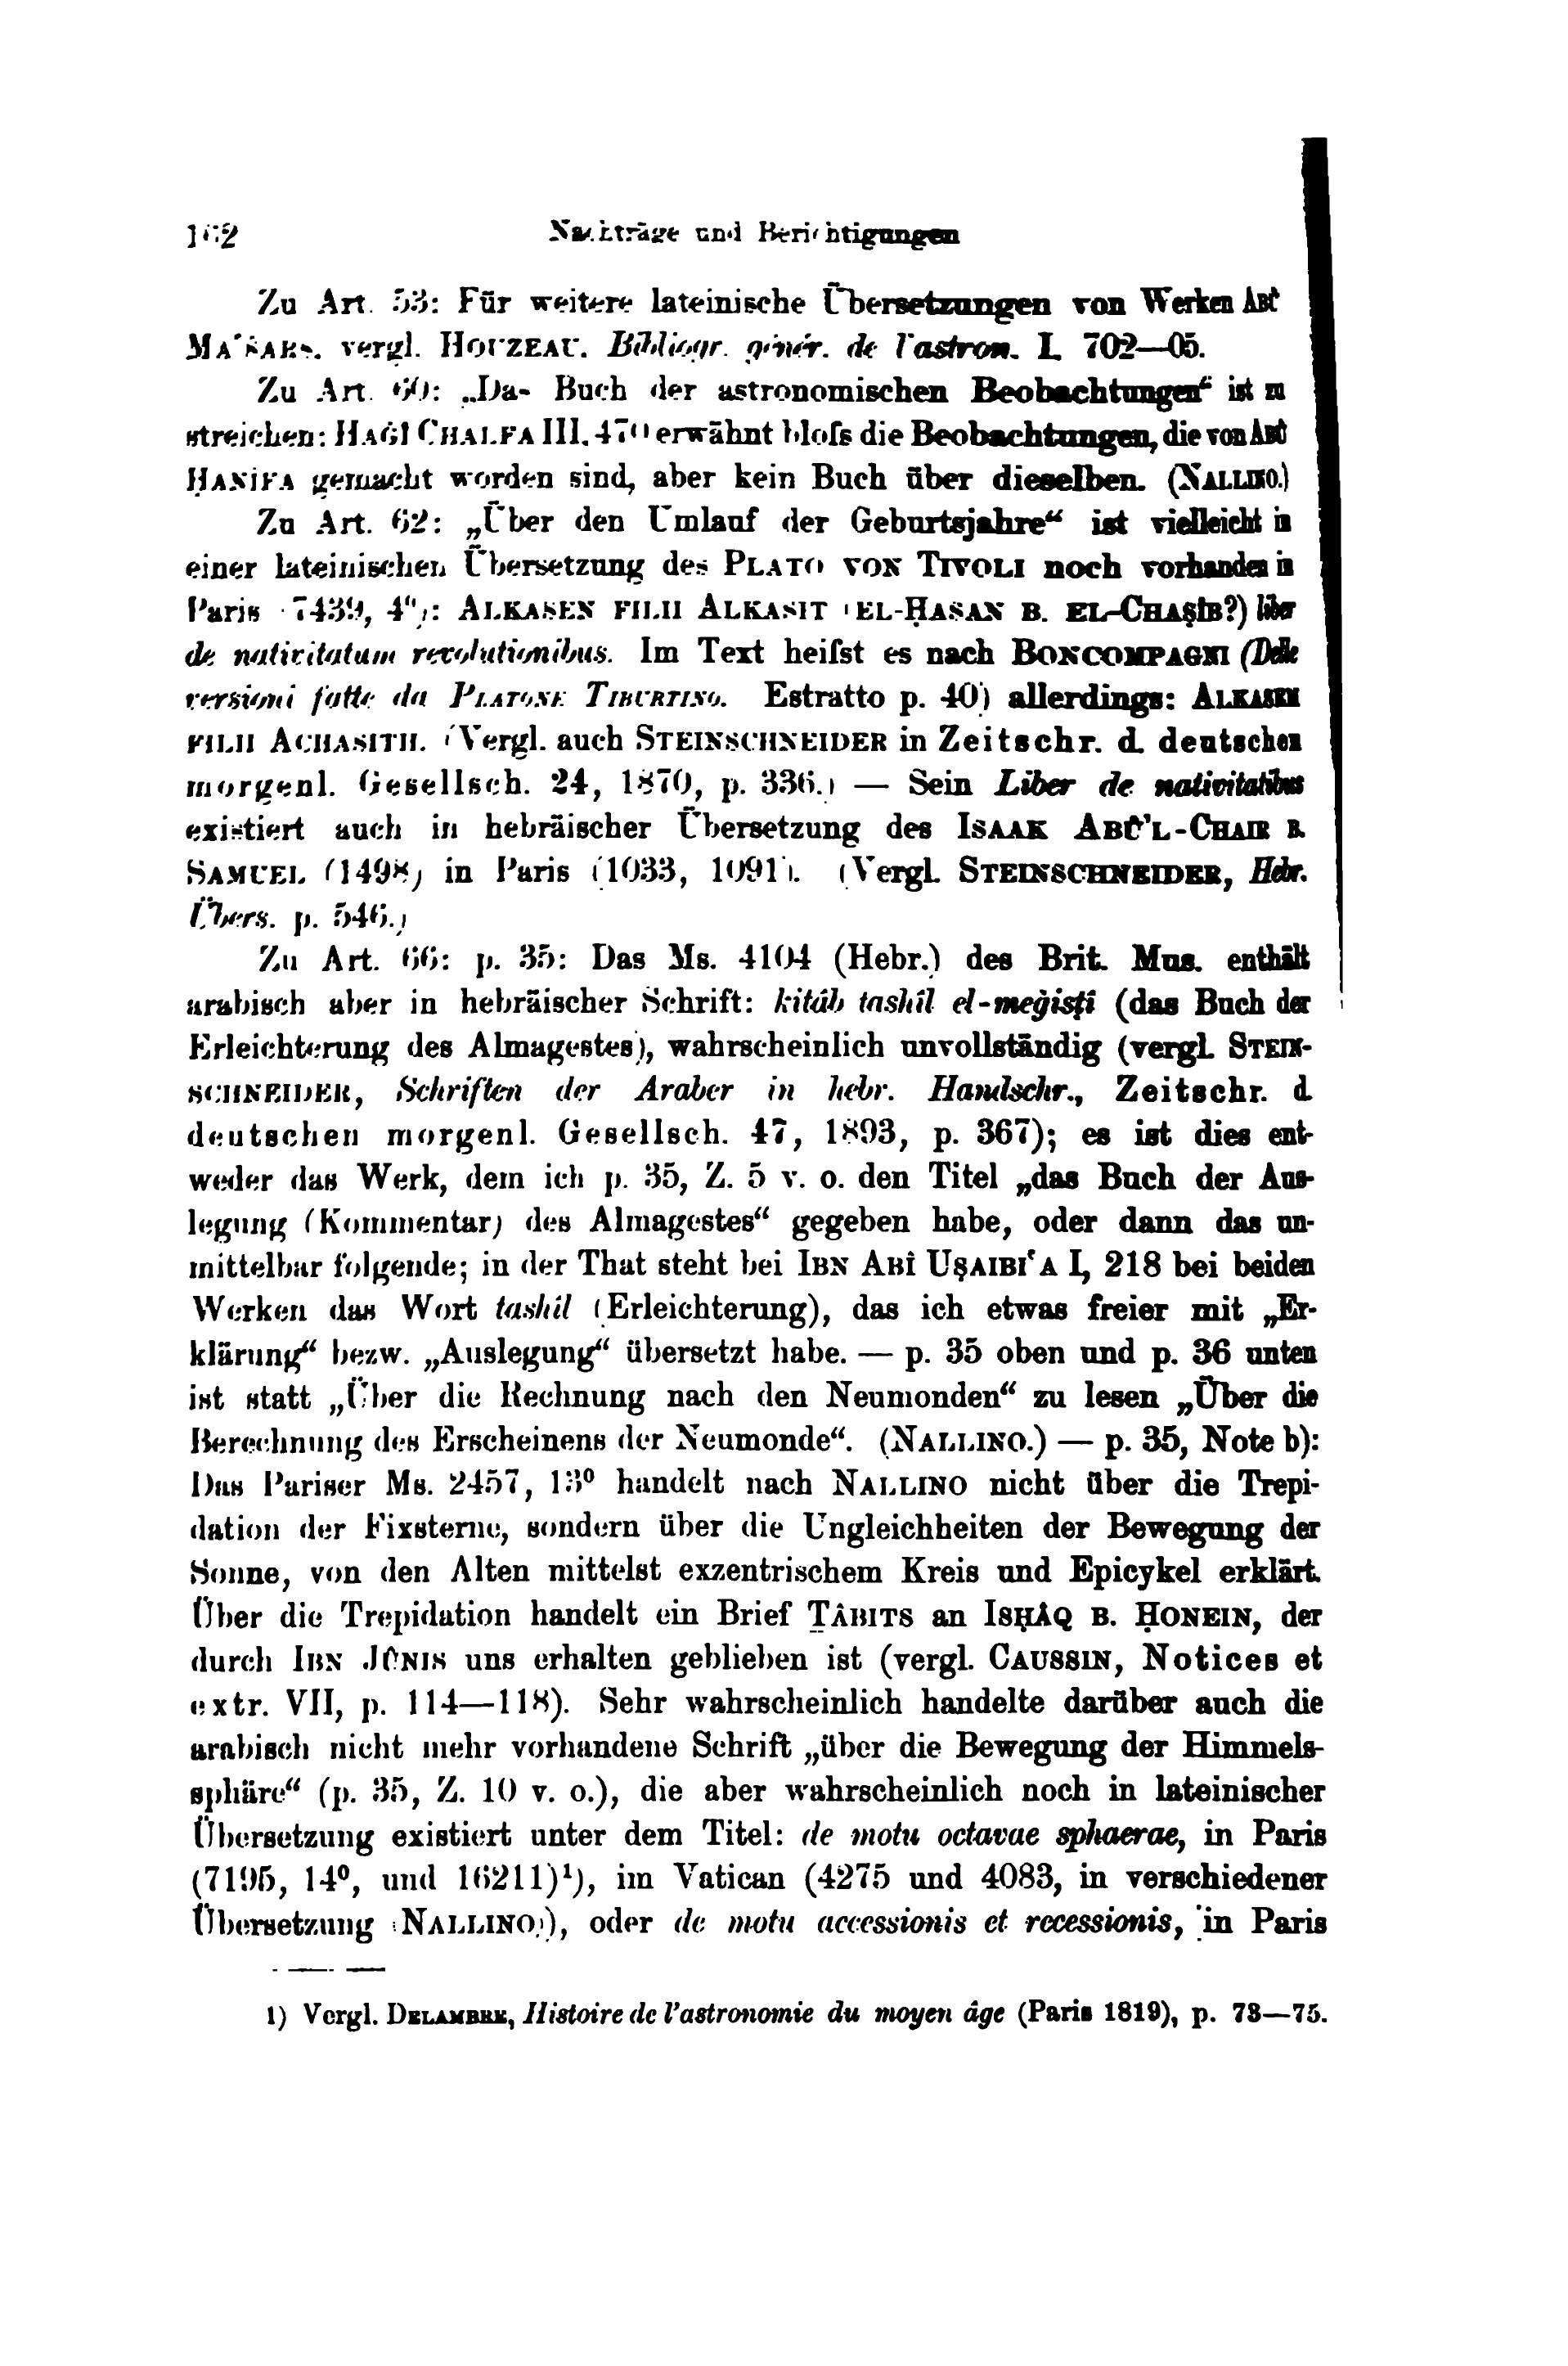 162 Nachträge und Berichtigungen
Zu Art. 53: Für weitere lateinische Übersetzungen von Werken ABÛ
MAʿŠARS. vergl. HOUZEAU. Bibliogr. génér. de l'astron. I. 702—05.
Zu Art. 60: „Das Buch der astronomischen Beobachtungen“ ist zu
streichen: ḤAĠI CHALFA III. 470 erwähnt bloſs die Beobachtungen, die von ABÛ
ḤANÎFA gemacht worden sind, aber kein Buch über dieselben. (NALLINO.)
Zu Art. 62: „Über den Umlauf der Geburtsjahre“ ist vielleicht in
einer lateinischen Übersetzung des PLATO VON TIVOLI noch vorhanden in
Paris (7439, 4⁰): ALKASEN FILII ALKASIT (EL-ḤASAN B. EL-CHAṢÎB?) liber
de nativitatum revolutionibus. Im Text heiſst es nach BONCOMPAGNI (Delle
versioni fatte da PLATONE TIBURTINO. Estratto p. 40) allerdings: ALKASEM
FILII ACHASITH. (Vergl. auch STEINSCHNEIDER in Zeitschr. d. deutschen
morgenl. Gesellsch. 24, 1870, p. 336.) — Sein Liber de nativitatibus
existiert auch in hebräischer Übersetzung des ISAAK ABÛ'L-CHAIR B.
SAMUEL (1498) in Paris (1033, 1091). (Vergl. STEINSCHNEIDER, Hebr.
Übers. p. 546.)
Zu Art. 66: p. 35: Das Ms. 4104 (Hebr.) des Brit. Mus. enthält
arabisch aber in hebräischer Schrift: kitâb tashîl el-meġisṭî (das Buch der
Erleichterung des Almagestes), wahrscheinlich unvollständig (vergl. STEIN-
SCHNEIDER, Schriften der Araber in hebr. Handschr., Zeitschr. d.
deutschen morgenl. Gesellsch. 47, 1893, p. 367); es ist dies ent-
weder das Werk, dem ich p. 35, Z. 5 v. o. den Titel „das Buch der Aus-
legung (Kommentar) des Almagestes“ gegeben habe, oder dann das un-
mittelbar folgende; in der That steht bei IBN ABÎ UṢAIBIʿA I, 218 bei beiden
Werken das Wort tashîl (Erleichterung), das ich etwas freier mit „Er-
klärung“ bezw. „Auslegung“ übersetzt habe. — p. 35 oben und p. 36 unten
ist statt „Über die Rechnung nach den Neumonden“ zu lesen „Über die
Berechnung des Erscheinens der Neumonde“. (NALLINO.) — p. 35, Note b):
Das Pariser Ms. 2457, 13⁰ handelt nach NALLINO nicht über die Trepi-
dation der Fixsterne, sondern über die Ungleichheiten der Bewegung der
Sonne, von den Alten mittelst exzentrischem Kreis und Epicykel erklärt.
Über die Trepidation handelt ein Brief ṮÂBITS an ISḤÂQ B. ḤONEIN, der
durch IBN JÛNIS uns erhalten geblieben ist (vergl. CAUSSIN, Notices et
extr. VII, p. 114—118). Sehr wahrscheinlich handelte darüber auch die
arabisch nicht mehr vorhandene Schrift „über die Bewegung der Himmels-
sphäre“ (p. 35, Z. 10 v. o.), die aber wahrscheinlich noch in lateinischer
Übersetzung existiert unter dem Titel: de motu octavae sphaerae, in Paris
(7195, 14⁰, und 16211)¹), im Vatican (4275 und 4083, in verschiedener
Übersetzung (NALLINO)), oder de motu accessionis et recessionis, in Paris
1) Vergl. DELAMBRE, Histoire de l'astronomie du moyen âge (Paris 1819), p. 73—75.